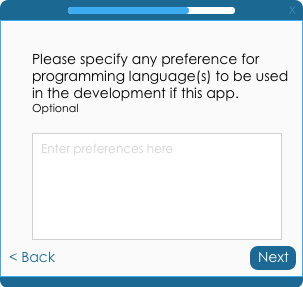 X
Please specify any preference for
programming language(s) to be used
in the development if this app.
Optional
Enter preferences here
< Back
Next